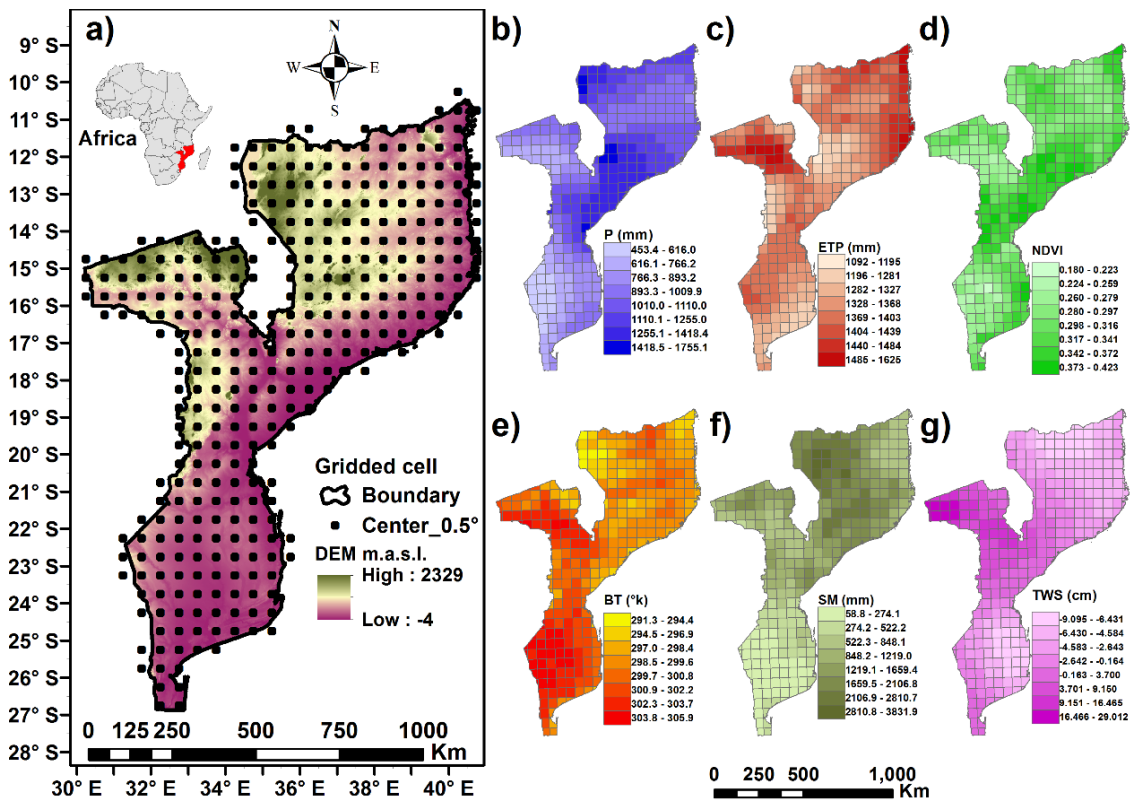 a)
N
W E
S
Africa
9° S
10° S
11° S
12° S
13° S
14° S
15° S
16° S
17° S
18° S
19° S
20° S
21° S
22° S
23° S
24° S
25° S
26° S
27° S
28° S
Gridded cell
Boundary
Center_0.5°
DEM m.a.s.l.
High : 2329
Low : -4
0 125 250 500 750 1,000
Km
30° E 32° E 34° E 36° E 38° E 40° E
b)
P (mm)
453.4 - 616.0
616.1 - 766.2
766.3 - 893.2
893.3 - 1009.9
1010.0 - 1110.0
1110.1 - 1255.0
1255.1 - 1418.4
1418.5 - 1755.1
c)
ETP (mm)
1092 - 1195
1196 - 1281
1282 - 1327
1328 - 1368
1369 - 1403
1404 - 1439
1440 - 1484
1485 - 1625
d)
NDVI
0.180 - 0.223
0.224 - 0.259
0.260 - 0.279
0.280 - 0.297
0.298 - 0.316
0.317 - 0.341
0.342 - 0.372
0.373 - 0.423
e)
BT (°k)
291.3 - 294.4
294.5 - 296.9
297.0 - 298.4
298.5 - 299.6
299.7 - 300.8
300.9 - 302.2
302.3 - 303.7
303.8 - 305.9
f)
SM (mm)
58.8 - 274.1
274.2 - 522.2
522.3 - 848.1
848.2 - 1219.0
1219.1 - 1659.4
1659.5 - 2106.8
2106.9 - 2810.7
2810.8 - 3831.9
g)
TWS (cm)
-9.095 - -6.431
-6.430 - -4.584
-4.583 - -2.643
-2.642 - -0.164
-0.163 - 3.700
3.701 - 9.150
9.151 - 16.465
16.466 - 29.012
0 250 500 1,000
Km